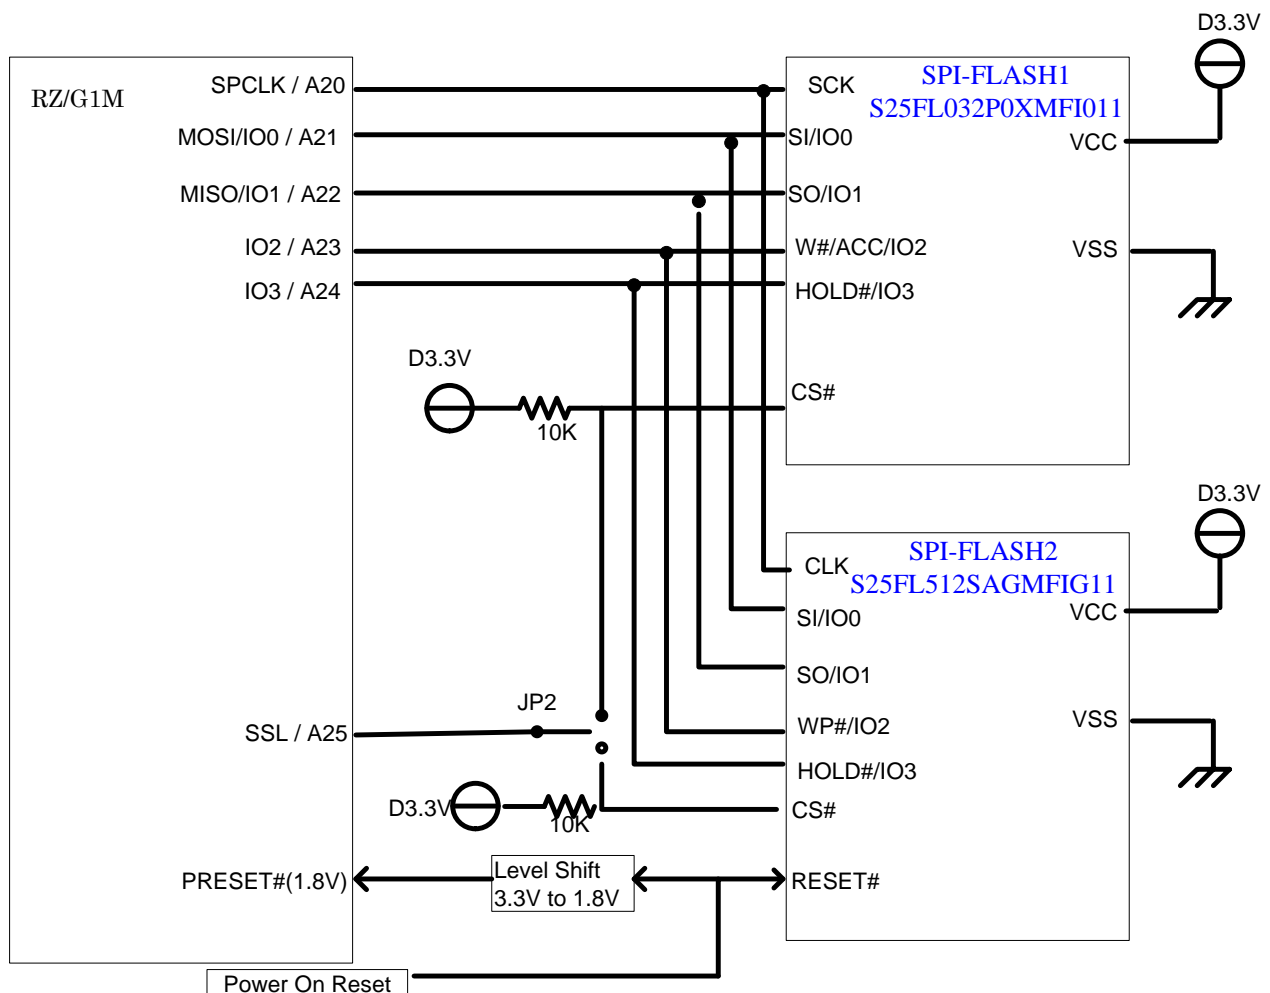 D3.3V
RZ/G1M
SPCLK / A20
MOSI/IO0 / A21
MISO/IO1 / A22
IO2 / A23
IO3 / A24
SCK
SPI-FLASH1
S25FL032P0XMFI011
SI/IO0
VCC
SO/IO1
W#/ACC/IO2
VSS
HOLD#/IO3
D3.3V
10K
CS#
D3.3V
SPI-FLASH2
CLK
S25FL512SAGMFIG11
SI/IO0
VCC
SO/IO1
JP2
SSL / A25
WP#/IO2
VSS
HOLD#/IO3
D3.3V
10K
CS#
PRESET#(1.8V)
Level Shift
3.3V to 1.8V
RESET#
Power On Reset